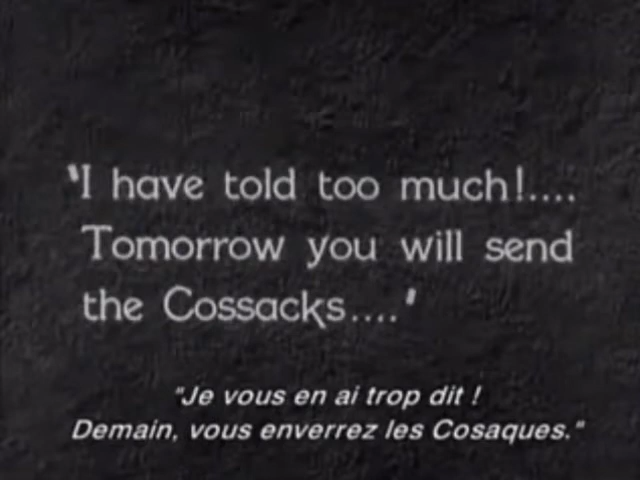 'I have told too much!....
Tomorrow you will send
the Cossacks....'
"Je vous en ai trop dit !
Demain, vous enverrez les Cosaques."